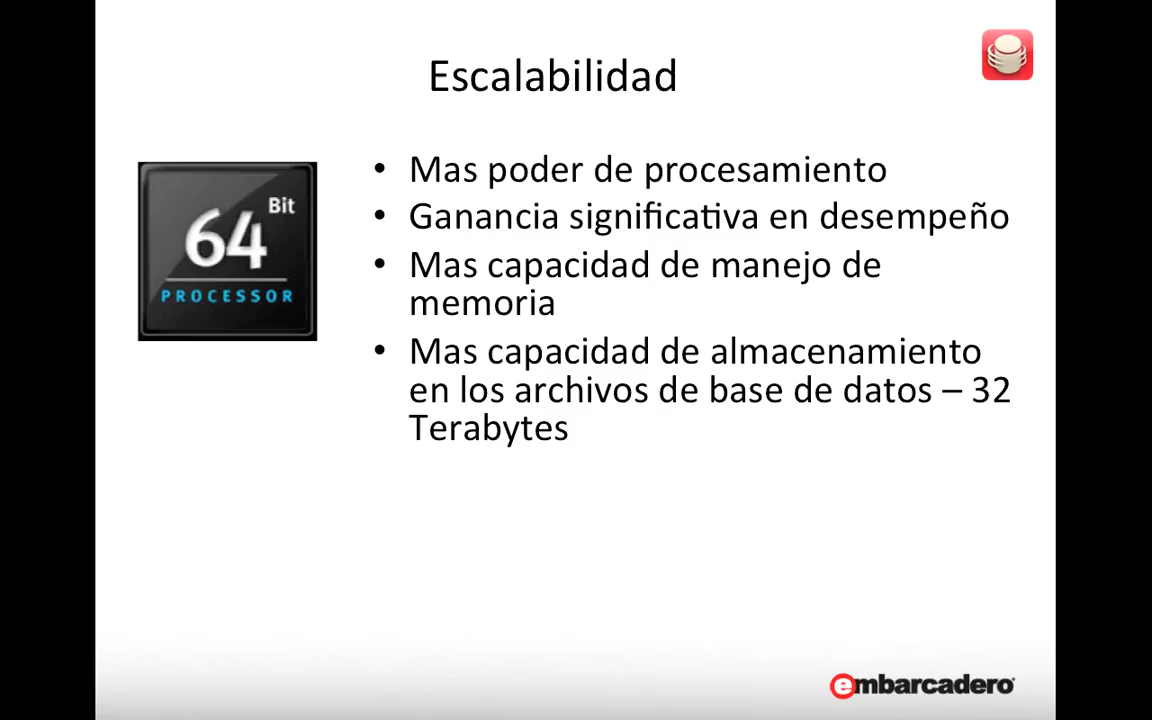 Escalabilidad
64 Bit
PROCESSOR
• Mas poder de procesamiento
• Ganancia significativa en desempeño
• Mas capacidad de manejo de
memoria
• Mas capacidad de almacenamiento
en los archivos de base de datos – 32
Terabytes
embarcadero